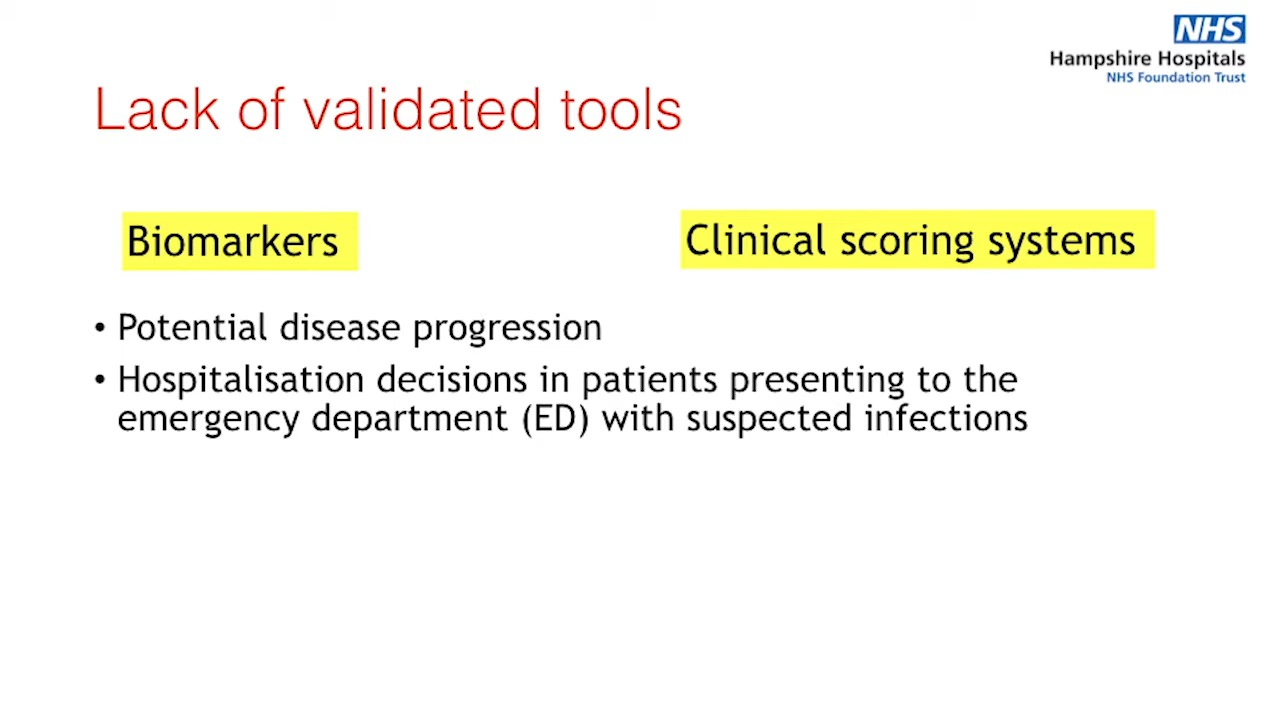 NHS
Hampshire Hospitals
NHS Foundation Trust
Lack of validated tools
Biomarkers
Clinical scoring systems
• Potential disease progression
• Hospitalisation decisions in patients presenting to the
emergency department (ED) with suspected infections